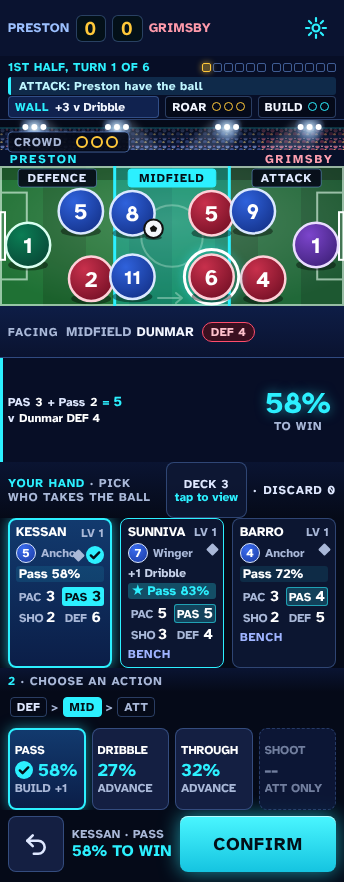 PRESTON 0 0 GRIMSBY
1ST HALF, TURN 1 OF 6
ATTACK: Preston have the ball
WALL +3 v Dribble
ROAR
BUILD
CROWD
PRESTON
GRIMSBY
DEFENCE
MIDFIELD
ATTACK
5
8
5
9
1
1
2
11
6
4
FACING MIDFIELD DUNMAR DEF 4
PAS 3 + Pass 2 = 5
v Dunmar DEF 4
58%
TO WIN
YOUR HAND · PICK
WHO TAKES THE BALL
DECK 3
tap to view
· DISCARD 0
KESSAN LV 1
5 Ancho
Pass 58%
PAC 3 PAS 3
SHO 2 DEF 6
SUNNIVA LV 1
7 Winger
+1 Dribble
★ Pass 83%
PAC 5 PAS 5
SHO 3 DEF 4
BENCH
BARRO LV 1
4 Anchor
Pass 72%
PAC 3 PAS 4
SHO 2 DEF 5
BENCH
2 · CHOOSE AN ACTION
DEF > MID > ATT
PASS
58%
BUILD +1
DRIBBLE
27%
ADVANCE
THROUGH
32%
ADVANCE
SHOOT
--
ATT ONLY
KESSAN · PASS
58% TO WIN
CONFIRM